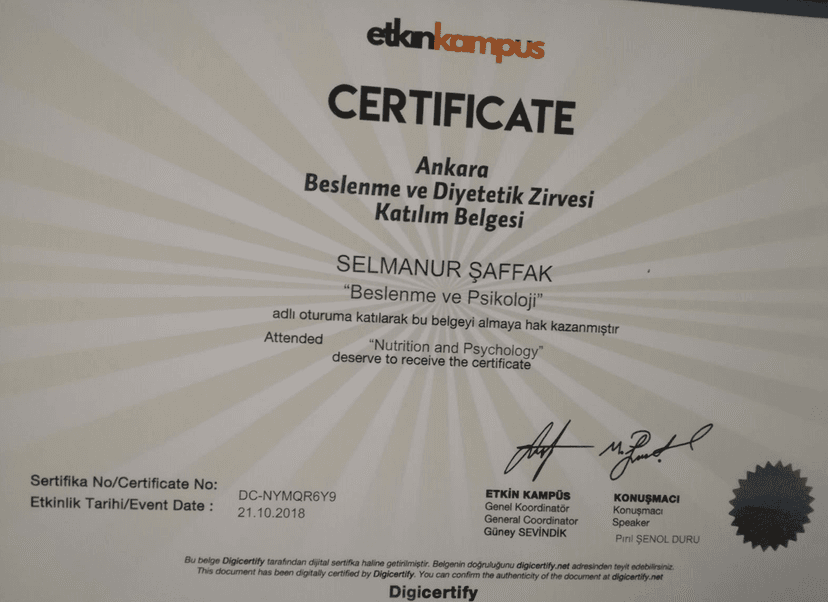 etkinkampus
CERTIFICATE
Ankara
Beslenme ve Diyetetik Zirvesi
Katılım Belgesi
SELMANUR ŞAFFAK
“Beslenme ve Psikoloji”
adlı oturuma katılarak bu belgeyi almaya hak kazanmıştır
Attended “Nutrition and Psychology”
deserve to receive the certificate
Sertifika No/Certificate No: DC-NYMQR6Y9
Etkinlik Tarihi/Event Date : 21.10.2018
ETKİN KAMPÜS
Genel Koordinatör
General Coordinator
Güney SEVİNDİK
KONUŞMACI
Konuşmacı
Speaker
Pırıl ŞENOL DURU
Bu belge Digicertify tarafından dijital sertifka haline getirilmiştir. Belgenin doğruluğunu digicertify.net adresinden teyit edebilirsiniz.
This document has been digitally certified by Digicertify. You can confirm the authenticity of the document at digicertify.net
Digicertify